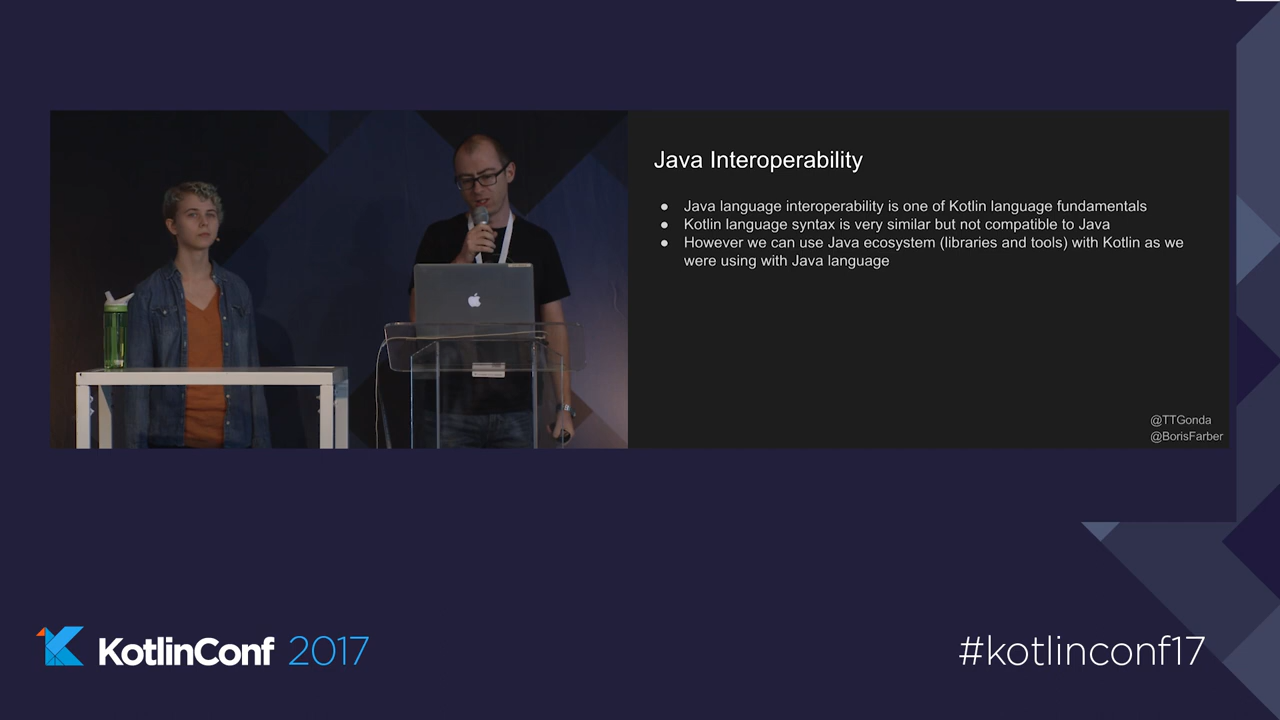 Java Interoperability
● Java language interoperability is one of Kotlin language fundamentals
● Kotlin language syntax is very similar but not compatible to Java
● However we can use Java ecosystem (libraries and tools) with Kotlin as we
were using with Java language
@TTGonda
@BorisFarber
KotlinConf 2017
#kotlinconf17